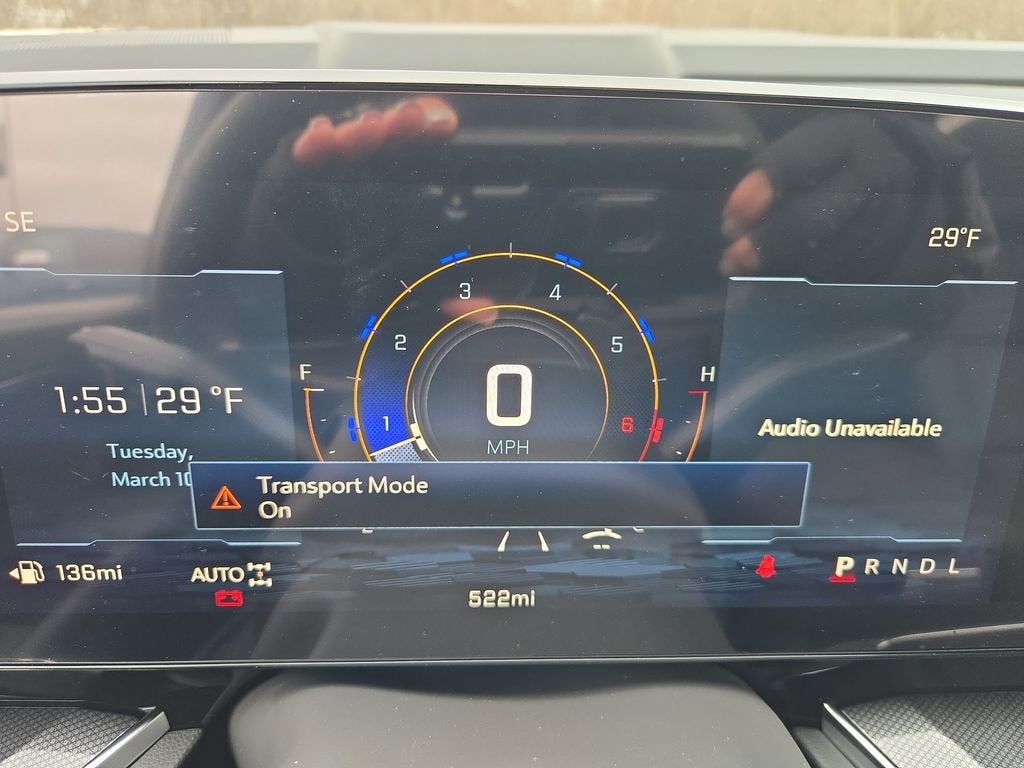 SE
29°F
3 4
2 5
F H
1:55 | 29 °F
0
1 6
Audio Unavailable
MPH
Tuesday,
March 10
Transport Mode
On
136mi
AUTO
P R N D L
522mi